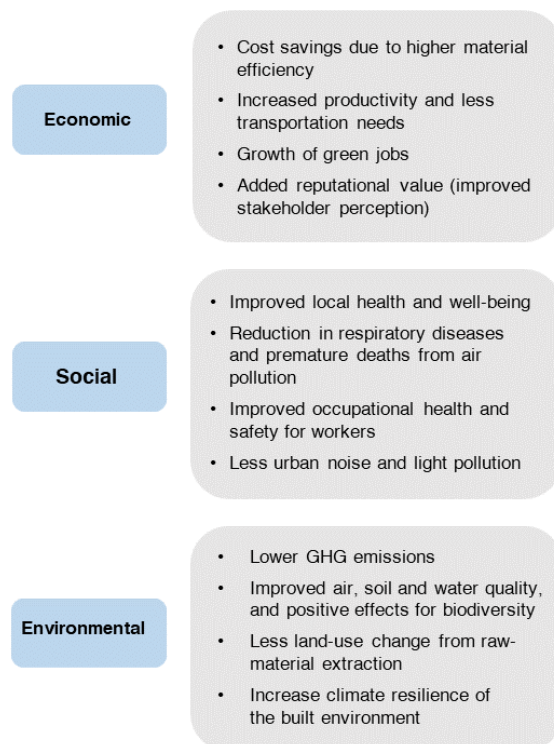 Economic
• Cost savings due to higher material
efficiency
• Increased productivity and less
transportation needs
• Growth of green jobs
• Added reputational value (improved
stakeholder perception)
Social
• Improved local health and well-being
• Reduction in respiratory diseases
and premature deaths from air
pollution
• Improved occupational health and
safety for workers
• Less urban noise and light pollution
Environmental
• Lower GHG emissions
• Improved air, soil and water quality,
and positive effects for biodiversity
• Less land-use change from raw-
material extraction
• Increase climate resilience of
the built environment